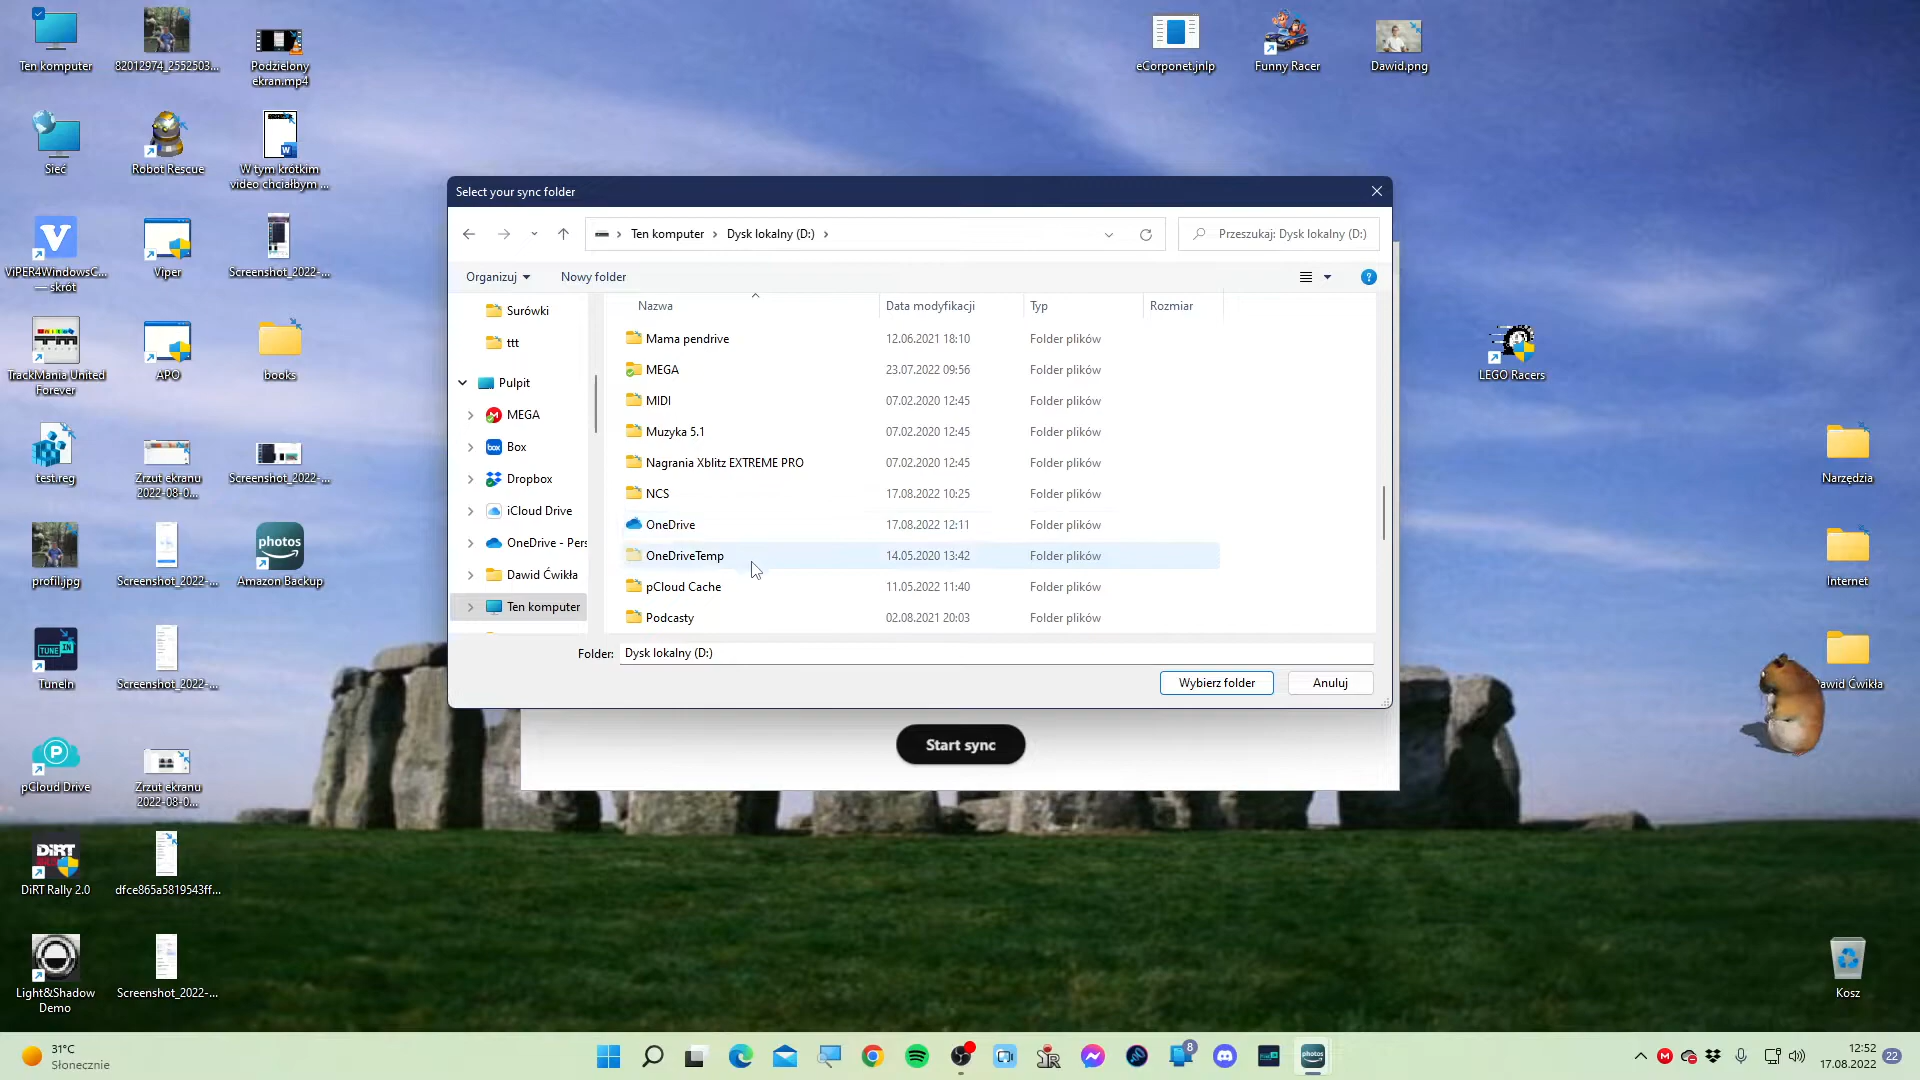 Ten komputer
82012974_2552503...
Podzielony
ekran.mp4
eCorponet.jnlp
Funny Racer
Dawid.png
Sieć
Robot Rescue
W tym krótkim
video chciałbym ...
ViPER4WindowsC...
— skrót
Viper
Screenshot_2022-...
TrackMania United
Forever
APO
books
LEGO Racers
test.reg
Zrzut ekranu
2022-08-0...
Screenshot_2022-...
Narzędzia
profil.jpg
Screenshot_2022-...
photos
Amazon Backup
Internet
TUNE IN
TuneIn
Screenshot_2022-...
Dawid Ćwikła
pCloud Drive
Zrzut ekranu
2022-08-0...
DiRT
DiRT Rally 2.0
dfce865a5819543ff...
Light&Shadow
Demo
Screenshot_2022-...
Kosz
Select your sync folder
Ten komputer
Dysk lokalny (D:)
Przeszukaj: Dysk lokalny (D:)
Organizuj
Nowy folder
Surówki
ttt
Pulpit
MEGA
box Box
Dropbox
iCloud Drive
OneDrive - Pers
Dawid Ćwikła
Ten komputer
Nazwa Data modyfikacji Typ Rozmiar
Mama pendrive 12.06.2021 18:10 Folder plików
MEGA 23.07.2022 09:56 Folder plików
MIDI 07.02.2020 12:45 Folder plików
Muzyka 5.1 07.02.2020 12:45 Folder plików
Nagrania Xblitz EXTREME PRO 07.02.2020 12:45 Folder plików
NCS 17.08.2022 10:25 Folder plików
OneDrive 17.08.2022 12:11 Folder plików
OneDriveTemp 14.05.2020 13:42 Folder plików
pCloud Cache 11.05.2022 11:40 Folder plików
Podcasty 02.08.2021 20:03 Folder plików
Folder: Dysk lokalny (D:)
Wybierz folder
Anuluj
Start sync
31°C
Słonecznie
8
photos
12:52
17.08.2022
22